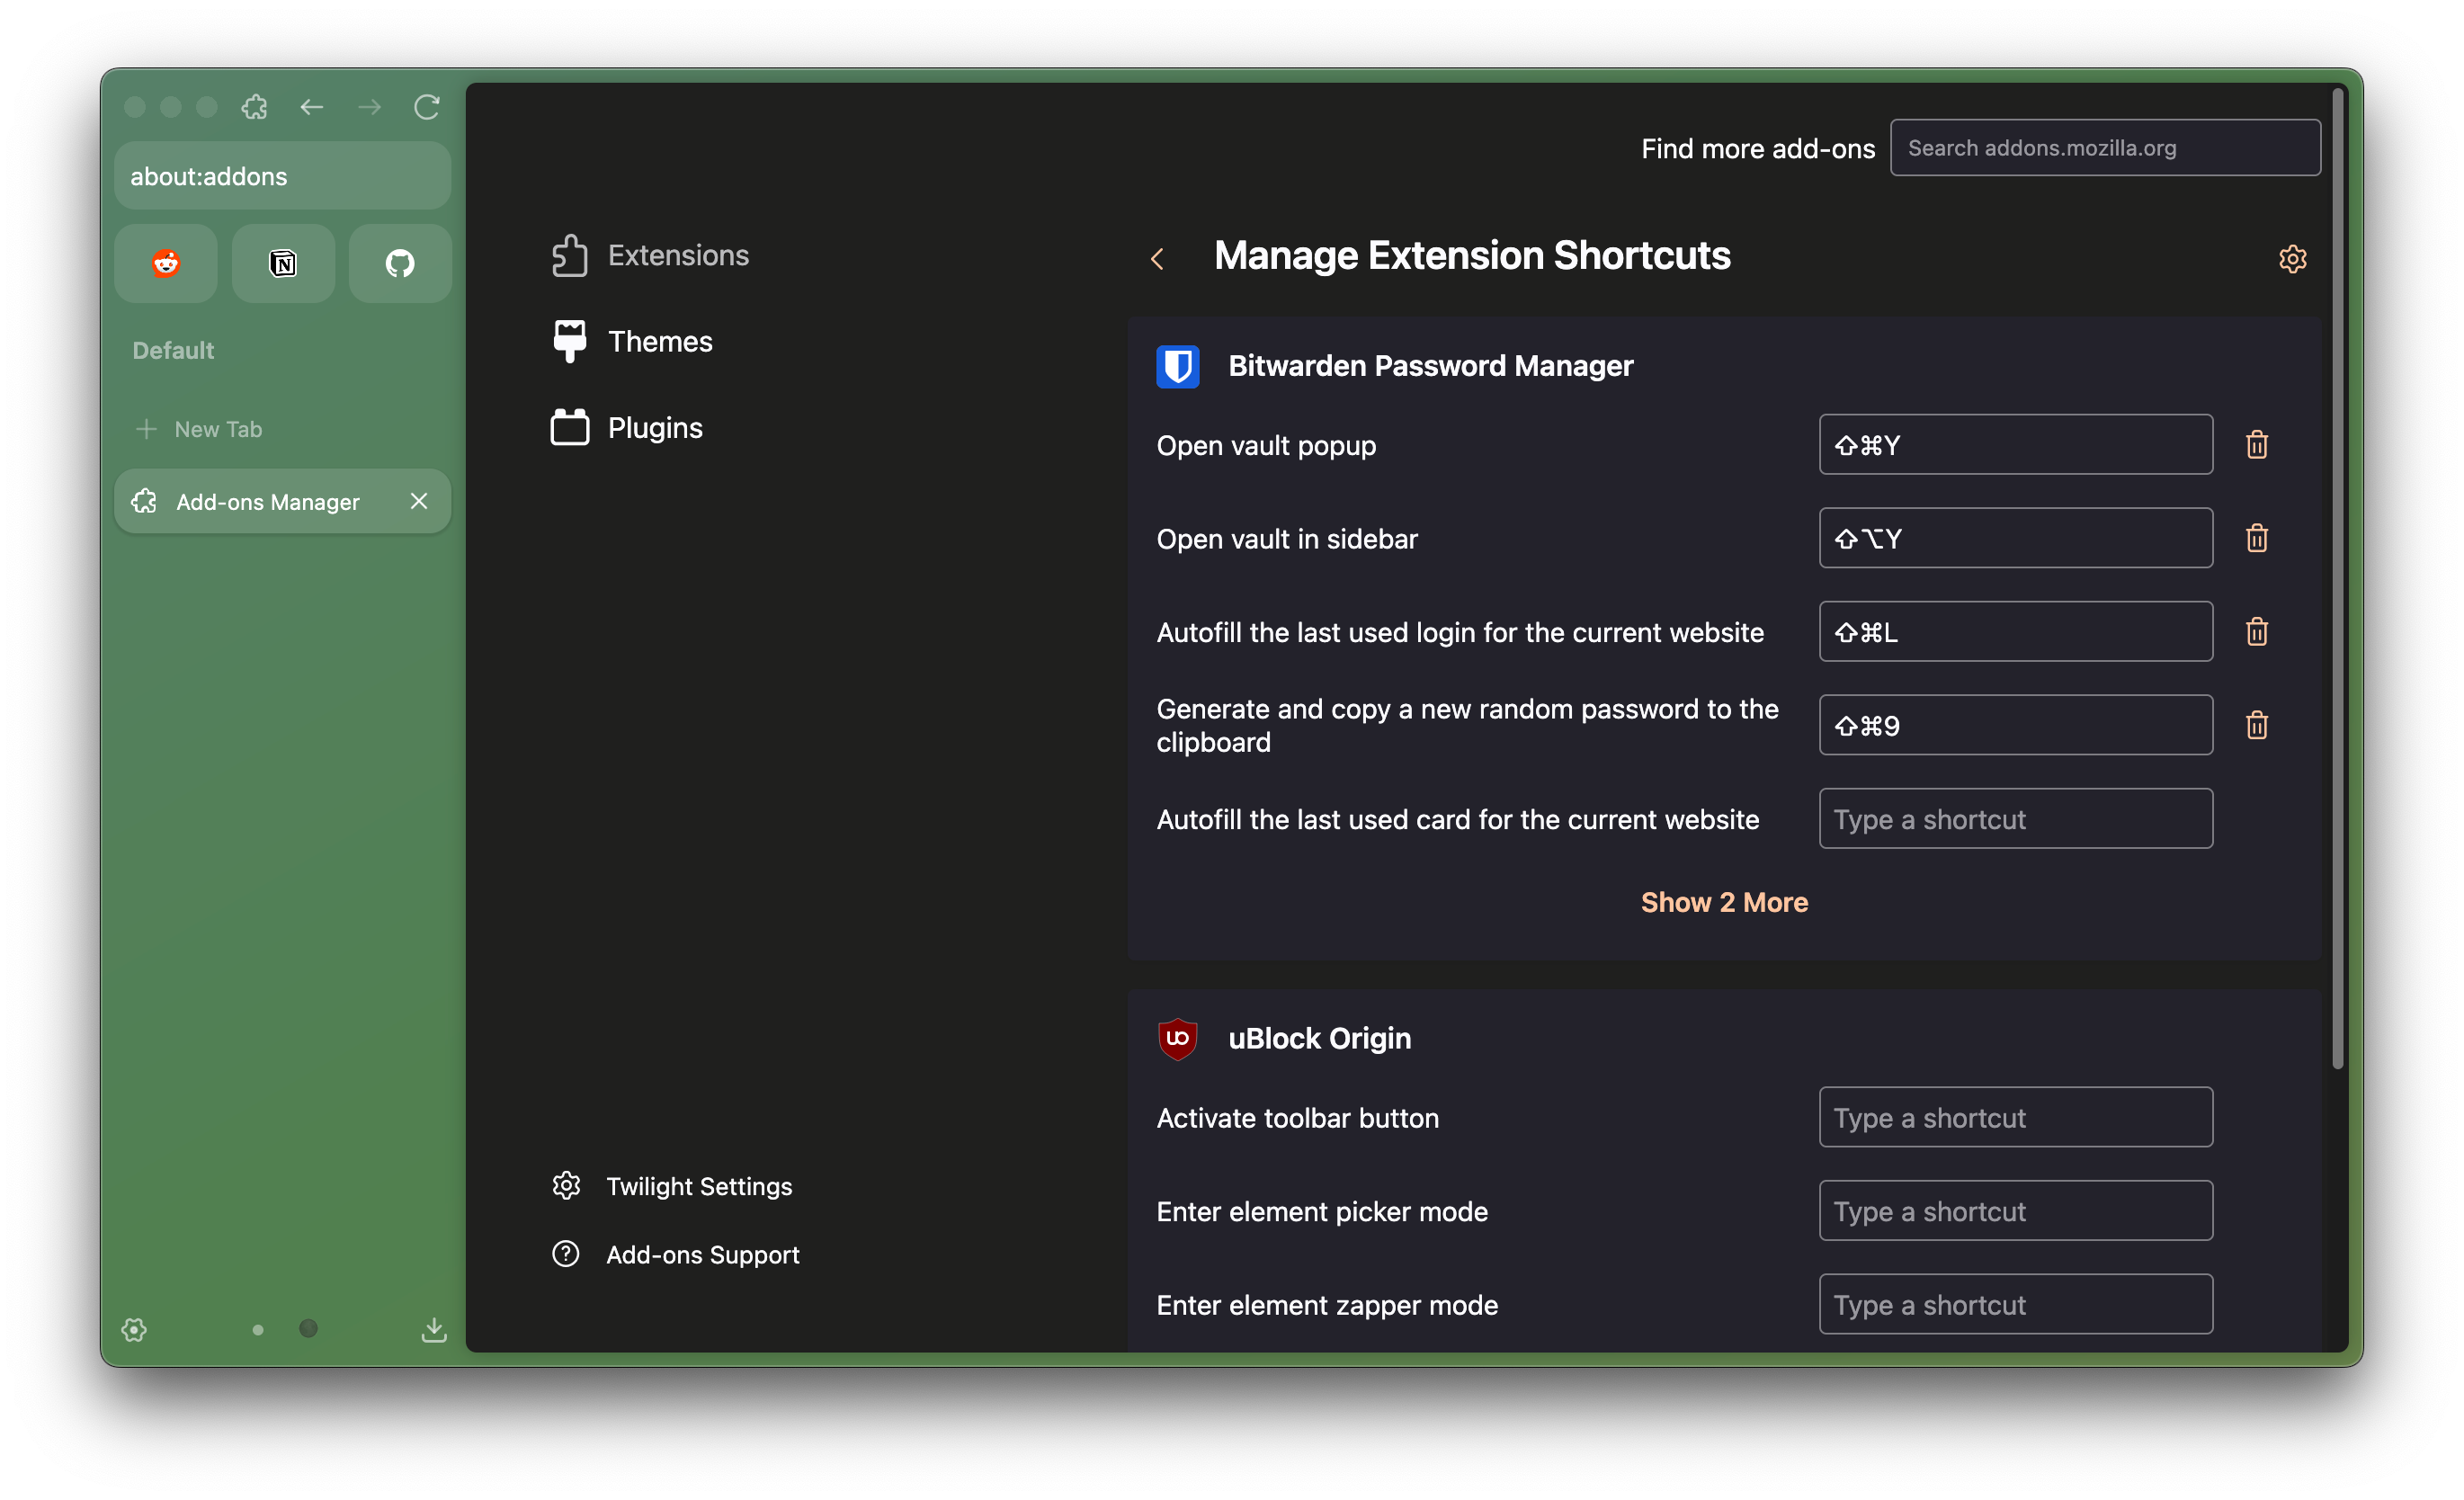 about:addons
Default
New Tab
Add-ons Manager
Find more add-ons
Search addons.mozilla.org
Extensions
Themes
Plugins
Twilight Settings
Add-ons Support
Manage Extension Shortcuts
Bitwarden Password Manager
Open vault popup
⇧⌘Y
Open vault in sidebar
⇧⌥Y
Autofill the last used login for the current website
⇧⌘L
Generate and copy a new random password to the
clipboard
⇧⌘9
Autofill the last used card for the current website
Type a shortcut
Show 2 More
uBlock Origin
Activate toolbar button
Type a shortcut
Enter element picker mode
Type a shortcut
Enter element zapper mode
Type a shortcut